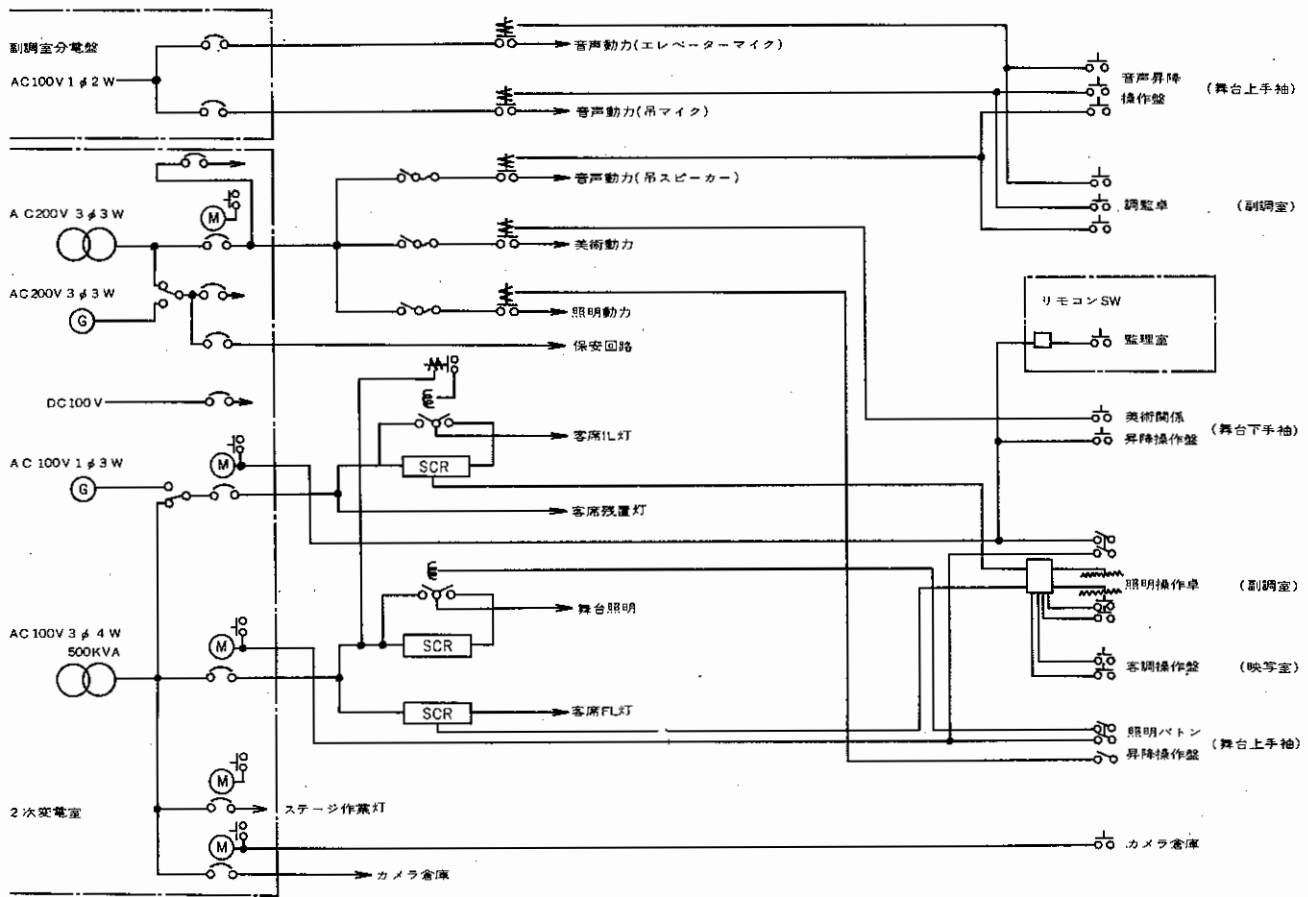 副調室分電盤
AC100V1φ2W
音声動力(エレベーターマイク)
音声動力(吊マイク)
音声昇降
操作盤
(舞台上手袖)
音声動力(吊スピーカー)
調整卓
(副調室)
AC200V 3φ3W
M
美術動力
AC200V 3φ3W
G
照明動力
保安回路
リモコンSW
監理室
DC100V
客席IL灯
美術関係
昇降操作盤
(舞台下手袖)
AC100V1φ3W
G
M
SCR
客席残置灯
照明操作卓
(副調室)
舞台照明
AC100V3φ4W
500KVA
M
SCR
客調操作盤
(映写室)
SCR
客席FL灯
照明バトン
昇降操作盤
(舞台上手袖)
M
2次変電室
ステージ作業灯
M
カメラ倉庫
カメラ倉庫